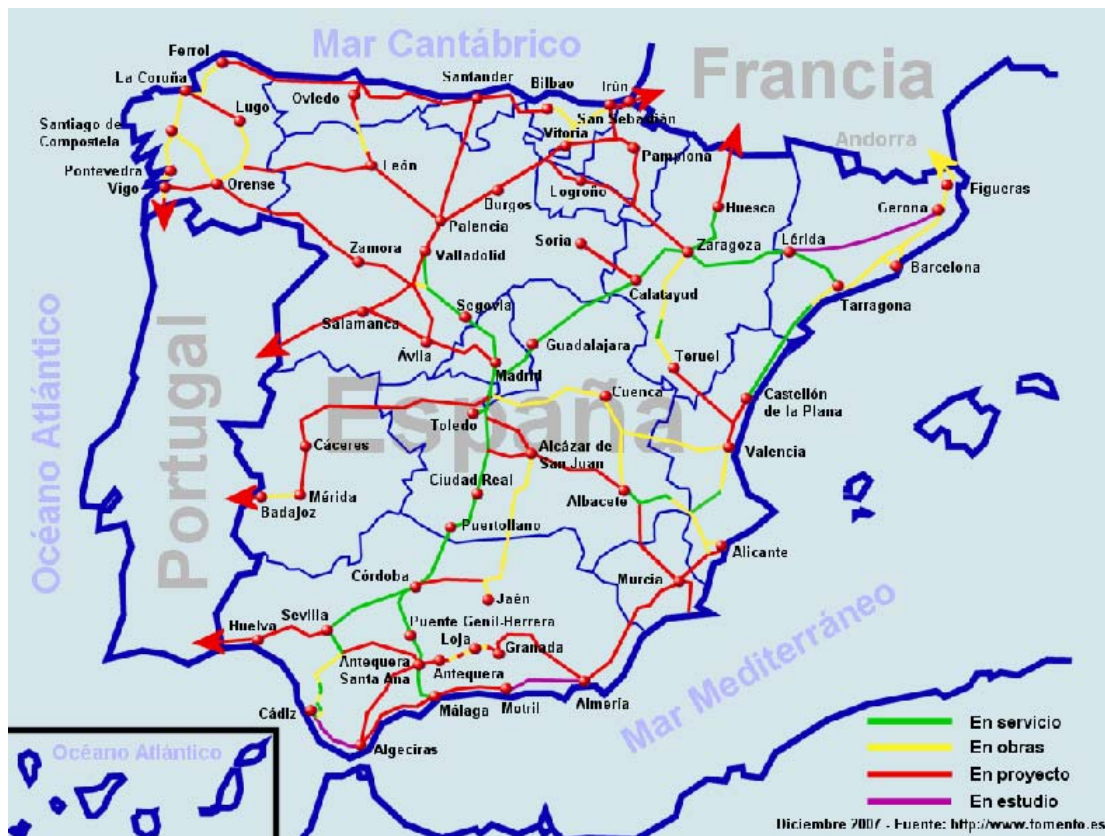 Mar Cantábrico
Francia
Ferrol
La Coruña
Lugo
Oviedo
Santander
Bilbao
Irún
San Sebastián
Santiago de
Compostela
Vitoria
Pamplona
Andorra
Pontevedra
Vigo
Orense
León
Logroño
Burgos
Huesca
Figueras
Gerona
Palencia
Soria
Zaragoza
Lérida
Zamora
Valladolid
Calatayud
Barcelona
Tarragona
Segovia
Salamanca
Guadalajara
Ávila
Madrid
Teruel
Océano Atlántico
Portugal
España
Cuenca
Castellón
de la Plana
Toledo
Cáceres
Alcázar de
San Juan
Valencia
Ciudad Real
Albacete
Mérida
Badajoz
Puertollano
Alicante
Córdoba
Murcia
Jaén
Huelva
Sevilla
Puente Genil-Herrera
Loja
Granada
Antequera
Santa Ana
Antequera
Cádiz
Málaga
Motril
Almería
Algeciras
Mar Mediterráneo
Océano Atlántico
En servicio
En obras
En proyecto
En estudio
Diciembre 2007 - Fuente: http://www.fomento.es